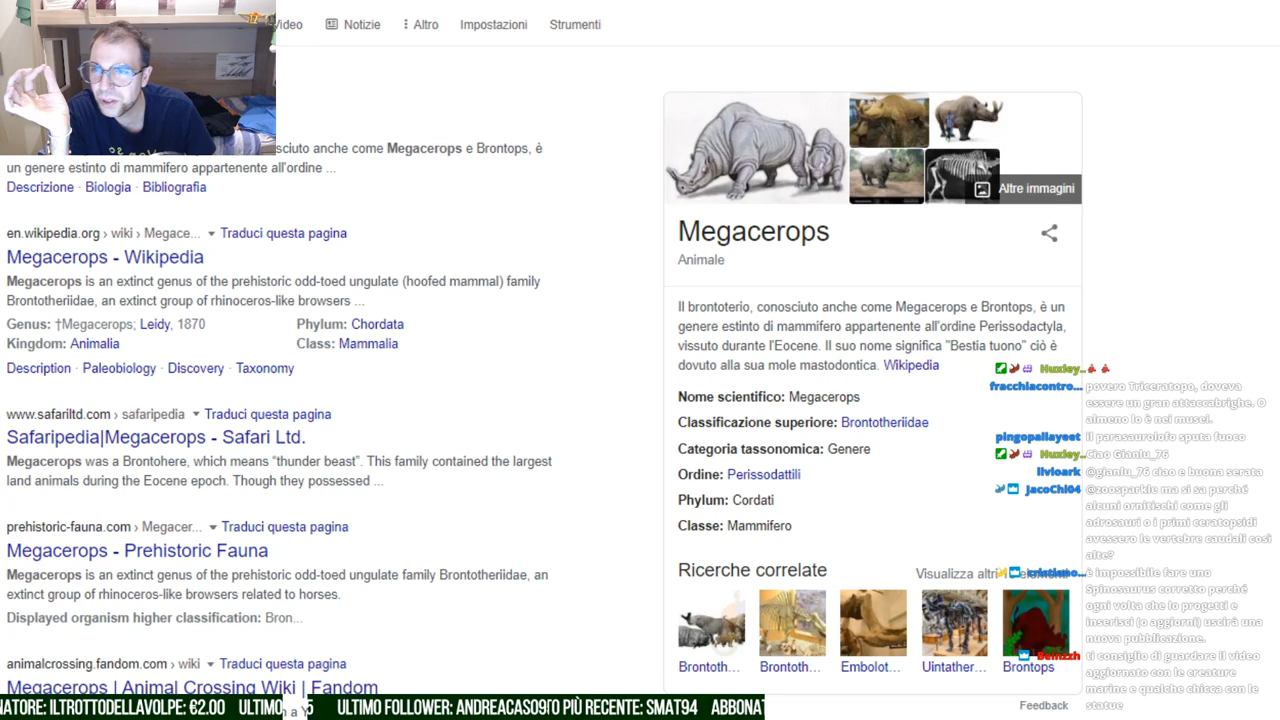 Video
Notizie
Altro
Impostazioni
Strumenti
sciuto anche come Megacerops e Brontops, è
un genere estinto di mammifero appartenente all'ordine ...
Descrizione · Biologia · Bibliografia
en.wikipedia.org › wiki › Megace... Traduci questa pagina
Megacerops - Wikipedia
Megacerops is an extinct genus of the prehistoric odd-toed ungulate (hoofed mammal) family
Brontotheriidae, an extinct group of rhinoceros-like browsers ...
Genus: †Megacerops; Leidy, 1870 Phylum: Chordata
Kingdom: Animalia Class: Mammalia
Description · Paleobiology · Discovery · Taxonomy
www.safariltd.com › safaripedia Traduci questa pagina
Safaripedia|Megacerops - Safari Ltd.
Megacerops was a Brontohere, which means “thunder beast”. This family contained the largest
land animals during the Eocene epoch. Though they possessed ...
prehistoric-fauna.com › Megacer... Traduci questa pagina
Megacerops - Prehistoric Fauna
Megacerops is an extinct genus of the prehistoric odd-toed ungulate family Brontotheriidae, an
extinct group of rhinoceros-like browsers related to horses.
Displayed organism higher classification: Bron...
animalcrossing.fandom.com › wiki Traduci questa pagina
Megacerops | Animal Crossing Wiki | Fandom
Altre immagini
Megacerops
Animale
Il brontoterio, conosciuto anche come Megacerops e Brontops, è un
genere estinto di mammifero appartenente all'ordine Perissodactyla,
vissuto durante l'Eocene. Il suo nome significa "Bestia tuono" ciò è
dovuto alla sua mole mastodontica. Wikipedia
Nome scientifico: Megacerops
Classificazione superiore: Brontotheriidae
Categoria tassonomica: Genere
Ordine: Perissodattili
Phylum: Cordati
Classe: Mammifero
Ricerche correlate
Visualizza altri
Brontoth...
Brontoth...
Embolot...
Uintather...
Brontops
Feedback
Huxley..
fracchiacontro... povero Triceratopo, doveva
essere un gran attaccabrighe. O
almeno lo è nei musei.
pingopallayeet il parasaurolofo sputa fuoco
Huxley.. Ciao Gianlu_76
livioark @gianlu_76 ciao e buona serata
JacoChi04 @zoosparkle ma si sa perché
alcuni ornitischi come gli
adrosauri o i primi ceratopsidi
avessero le vertebre caudali così
alte?
cristiano... è impossibile fare uno
Spinosaurus corretto perché
ogni volta che lo progetti e
inserisci (o aggiorni) uscirà una
nuova pubblicazione.
ti consiglio di guardare il video
aggiornato con le creature
marine e qualche chicca con le
statue
NATORE: ILTROTTODELLAVOLPE: €2.00 ULTIMO 5 ULTIMO FOLLOWER: ANDREACASO09 TO PIÙ RECENTE: SMAT94 ABBONAT